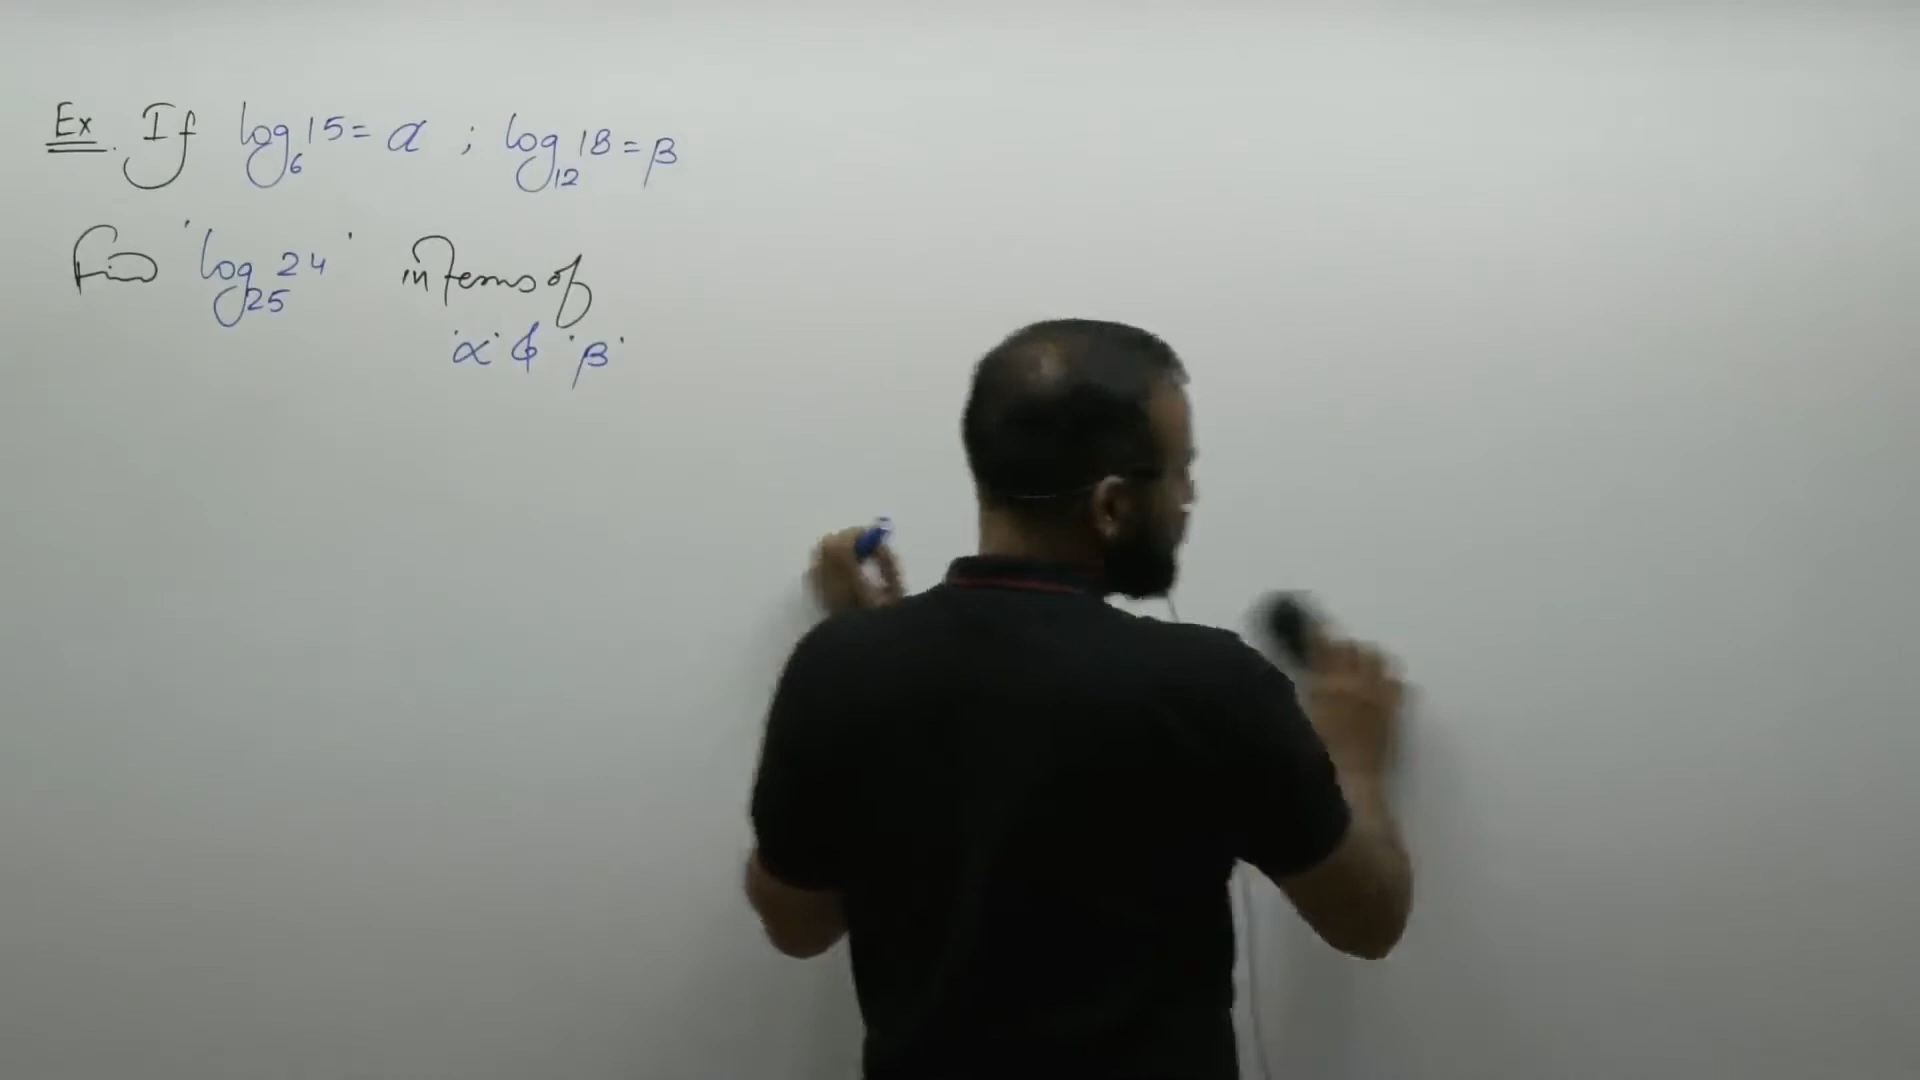 Ex. If log₆15 = α ; log₁₂18 = β
Find 'log₂₅24' in terms of
'α' & 'β'